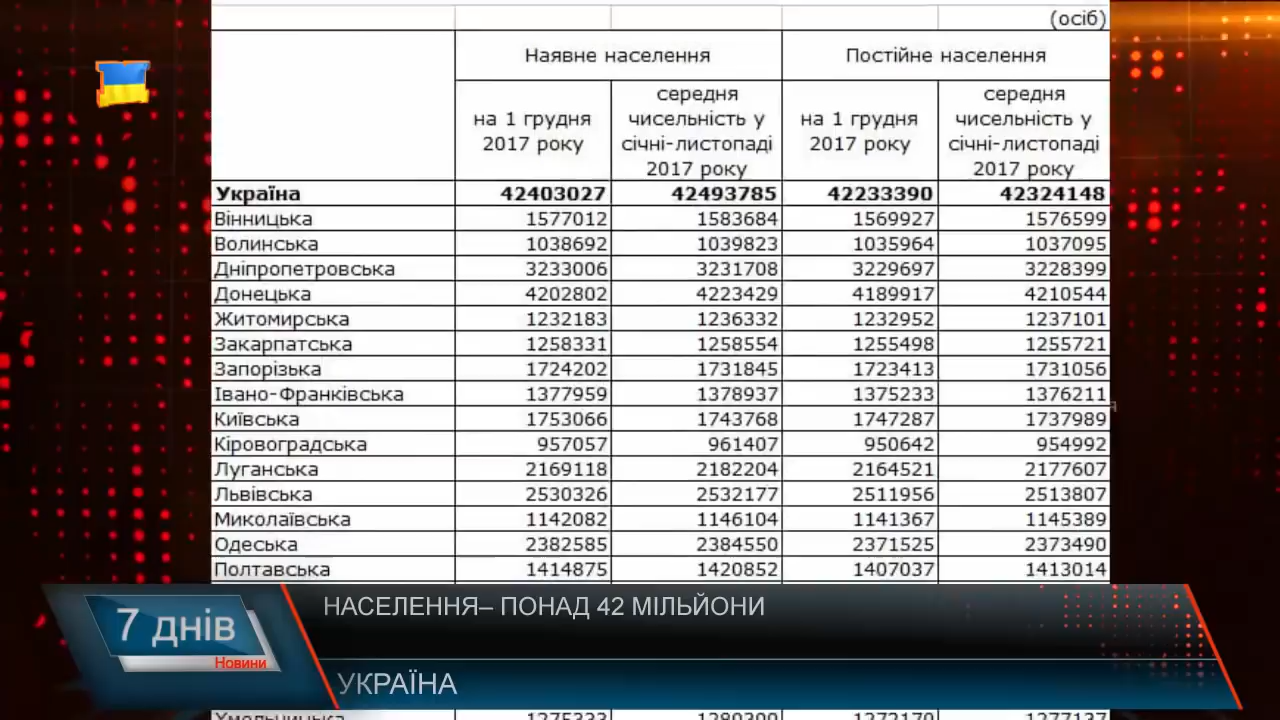 (осіб)
Наявне населення Постійне населення
на 1 грудня 2017 року середня чисельність у січні-листопаді 2017 року на 1 грудня 2017 року середня чисельність у січні-листопаді 2017 року
Україна 42403027 42493785 42233390 42324148
Вінницька 1577012 1583684 1569927 1576599
Волинська 1038692 1039823 1035964 1037095
Дніпропетровська 3233006 3231708 3229697 3228399
Донецька 4202802 4223429 4189917 4210544
Житомирська 1232183 1236332 1232952 1237101
Закарпатська 1258331 1258554 1255498 1255721
Запорізька 1724202 1731845 1723413 1731056
Івано-Франківська 1377959 1378937 1375233 1376211
Київська 1753066 1743768 1747287 1737989
Кіровоградська 957057 961407 950642 954992
Луганська 2169118 2182204 2164521 2177607
Львівська 2530326 2532177 2511956 2513807
Миколаївська 1142082 1146104 1141367 1145389
Одеська 2382585 2384550 2371525 2373490
Полтавська 1414875 1420852 1407037 1413014
7 днів
Новини
НАСЕЛЕННЯ– ПОНАД 42 МІЛЬЙОНИ
УКРАЇНА